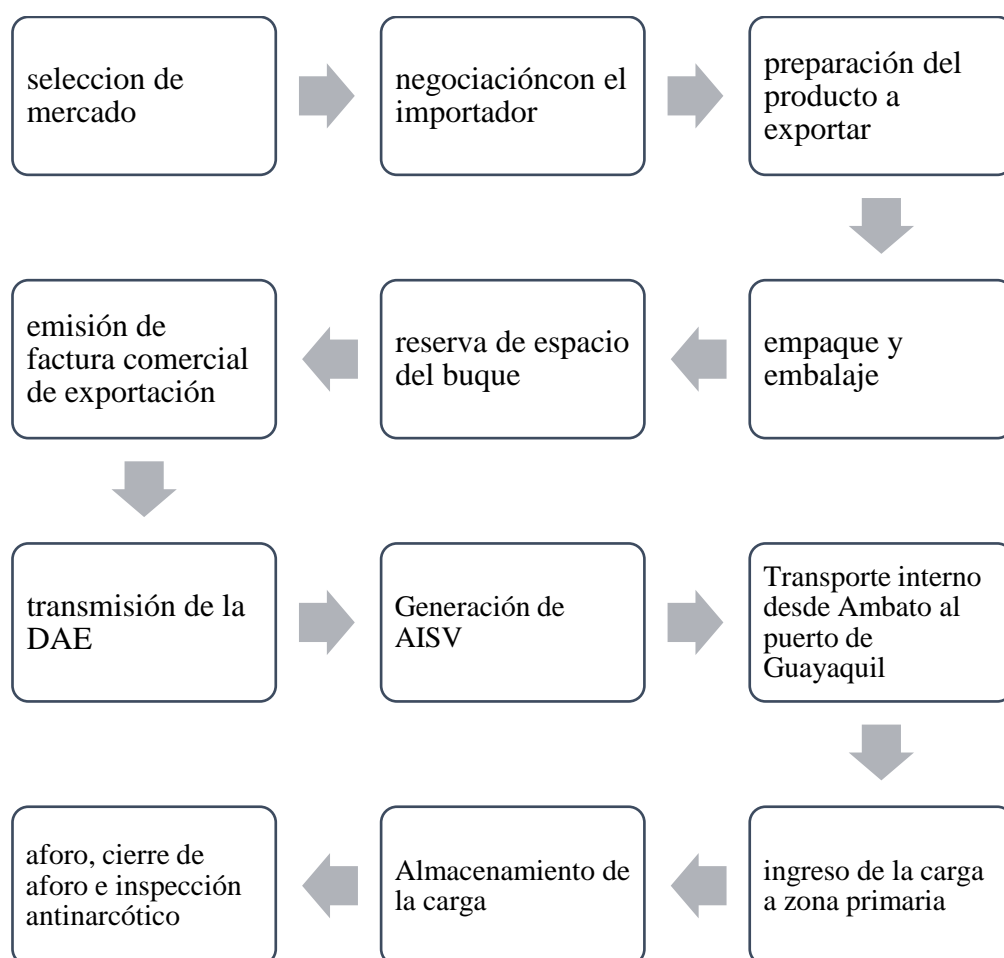 seleccion de
mercado
negociacióncon el
importador
preparación del
producto a
exportar
empaque y
embalaje
reserva de espacio
del buque
emisión de
factura comercial
de exportación
transmisión de la
DAE
Generación de
AISV
Transporte interno
desde Ambato al
puerto de
Guayaquil
ingreso de la carga
a zona primaria
Almacenamiento de
la carga
aforo, cierre de
aforo e inspección
antinarcótico